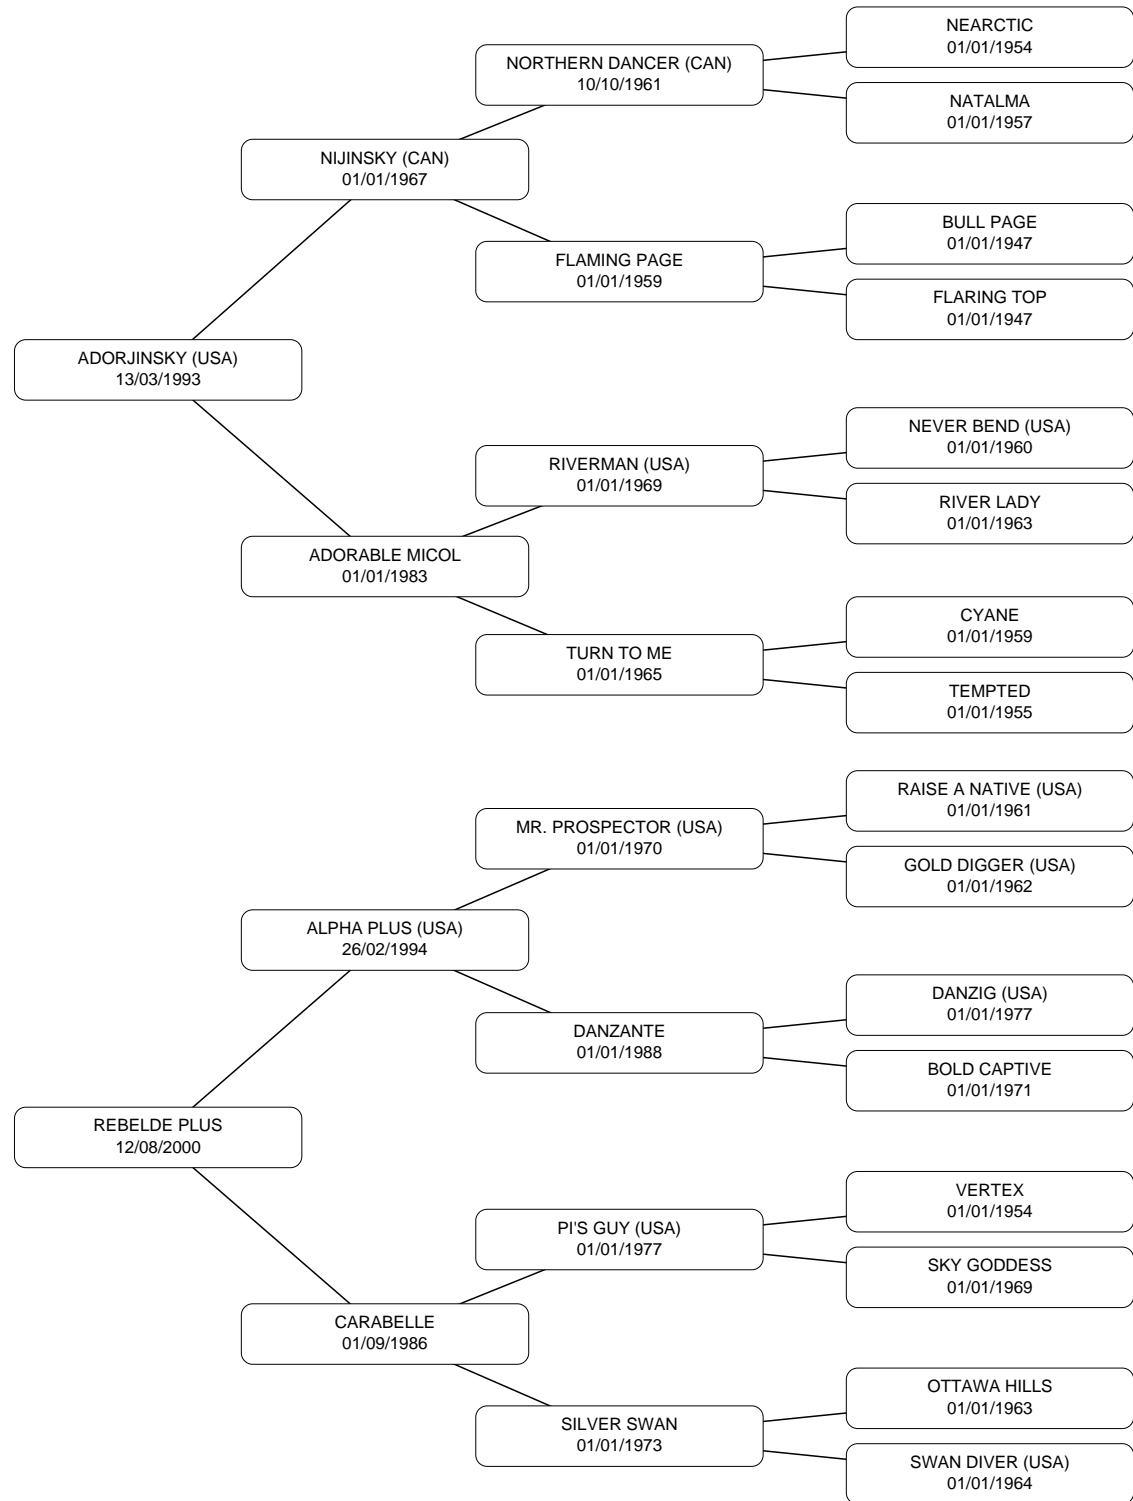 NEARCTIC
01/01/1954
NORTHERN DANCER (CAN)
10/10/1961
NATALMA
01/01/1957
NIJINSKY (CAN)
01/01/1967
BULL PAGE
01/01/1947
FLAMING PAGE
01/01/1959
FLARING TOP
01/01/1947
ADORJINSKY (USA)
13/03/1993
NEVER BEND (USA)
01/01/1960
RIVERMAN (USA)
01/01/1969
RIVER LADY
01/01/1963
ADORABLE MICOL
01/01/1983
CYANE
01/01/1959
TURN TO ME
01/01/1965
TEMPTED
01/01/1955
RAISE A NATIVE (USA)
01/01/1961
MR. PROSPECTOR (USA)
01/01/1970
GOLD DIGGER (USA)
01/01/1962
ALPHA PLUS (USA)
26/02/1994
DANZIG (USA)
01/01/1977
DANZANTE
01/01/1988
BOLD CAPTIVE
01/01/1971
REBELDE PLUS
12/08/2000
VERTEX
01/01/1954
PI'S GUY (USA)
01/01/1977
SKY GODDESS
01/01/1969
CARABELLE
01/09/1986
OTTAWA HILLS
01/01/1963
SILVER SWAN
01/01/1973
SWAN DIVER (USA)
01/01/1964